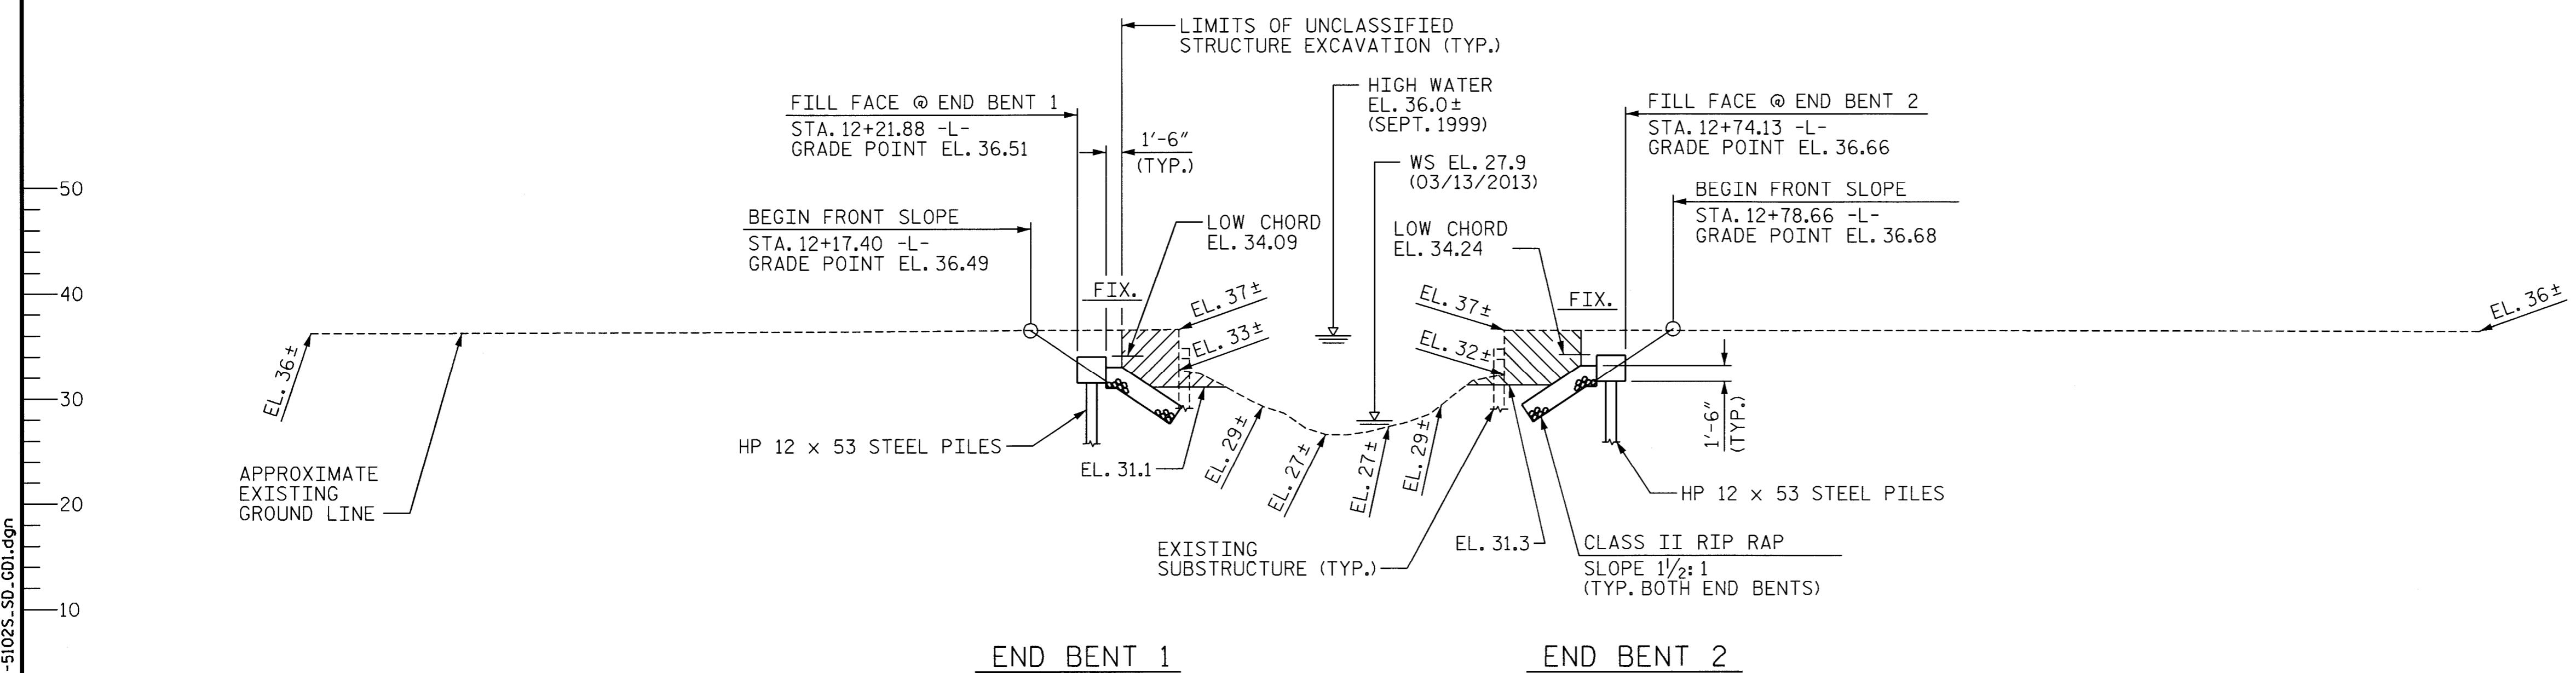 LIMITS OF UNCLASSIFIED
STRUCTURE EXCAVATION (TYP.)
HIGH WATER
EL. 36.0±
(SEPT. 1999)
FILL FACE @ END BENT 1
STA. 12+21.88 -L-
GRADE POINT EL. 36.51
1'-6"
(TYP.)
FILL FACE @ END BENT 2
STA. 12+74.13 -L-
GRADE POINT EL. 36.66
WS EL. 27.9
(03/13/2013)
50
BEGIN FRONT SLOPE
STA. 12+17.40 -L-
GRADE POINT EL. 36.49
LOW CHORD
EL. 34.09
LOW CHORD
EL. 34.24
BEGIN FRONT SLOPE
STA. 12+78.66 -L-
GRADE POINT EL. 36.68
40
FIX.
EL. 37±
EL. 33±
EL. 37±
EL. 32±
FIX.
EL. 36±
EL. 36±
30
HP 12 x 53 STEEL PILES
EL. 31.1
EL. 29±
EL. 27±
EL. 27±
EL. 29±
1'-6"
(TYP.)
APPROXIMATE
EXISTING
GROUND LINE
20
HP 12 x 53 STEEL PILES
EXISTING
SUBSTRUCTURE (TYP.)
EL. 31.3
CLASS II RIP RAP
SLOPE 1½:1
(TYP. BOTH END BENTS)
10
END BENT 1
END BENT 2
-5102S_SD_GD1.dgn